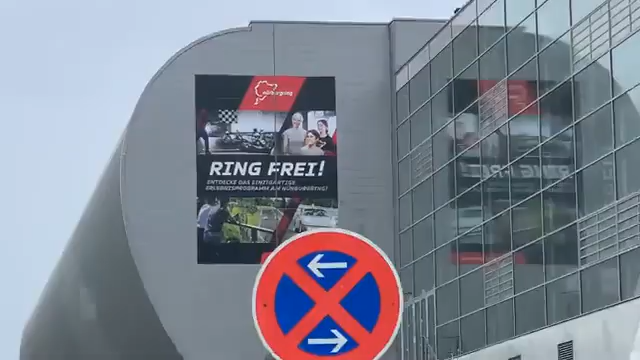 nürburgring
RING FREI!
ENTDECKE DAS EINZIGARTIGE
ERLEBNISPROGRAMM AM NÜRBURGRING!